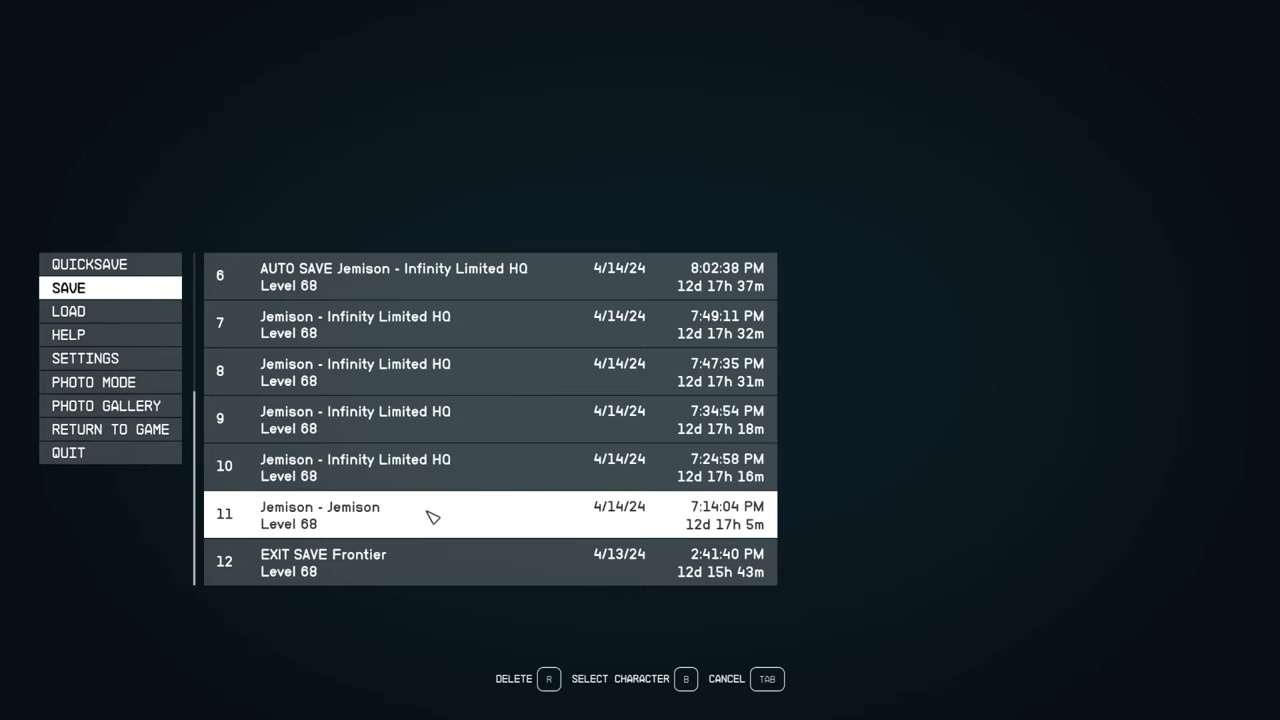 QUICKSAVE
SAVE
LOAD
HELP
SETTINGS
PHOTO MODE
PHOTO GALLERY
RETURN TO GAME
QUIT
6 AUTO SAVE Jemison - Infinity Limited HQ 4/14/24 8:02:38 PM
Level 68 12d 17h 37m
7 Jemison - Infinity Limited HQ 4/14/24 7:49:11 PM
Level 68 12d 17h 32m
8 Jemison - Infinity Limited HQ 4/14/24 7:47:35 PM
Level 68 12d 17h 31m
9 Jemison - Infinity Limited HQ 4/14/24 7:34:54 PM
Level 68 12d 17h 18m
10 Jemison - Infinity Limited HQ 4/14/24 7:24:58 PM
Level 68 12d 17h 16m
11 Jemison - Jemison 4/14/24 7:14:04 PM
Level 68 12d 17h 5m
12 EXIT SAVE Frontier 4/13/24 2:41:40 PM
Level 68 12d 15h 43m
DELETE R SELECT CHARACTER B CANCEL TAB